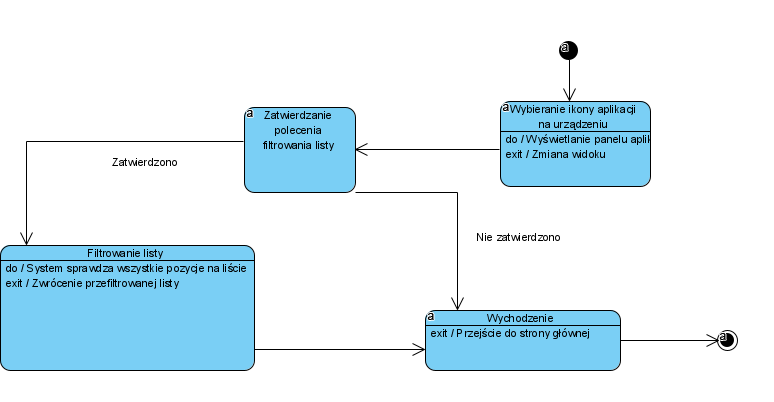 a
a
Wybieranie ikony aplikacji
na urządzeniu
do / Wyświetlanie panelu aplik
exit / Zmiana widoku
a
Zatwierdzanie
polecenia
filtrowania listy
Zatwierdzono
Nie zatwierdzono
Filtrowanie listy
do / System sprawdza wszystkie pozycje na liście
exit / Zwrócenie przefiltrowanej listy
a
Wychodzenie
exit / Przejście do strony głównej
a